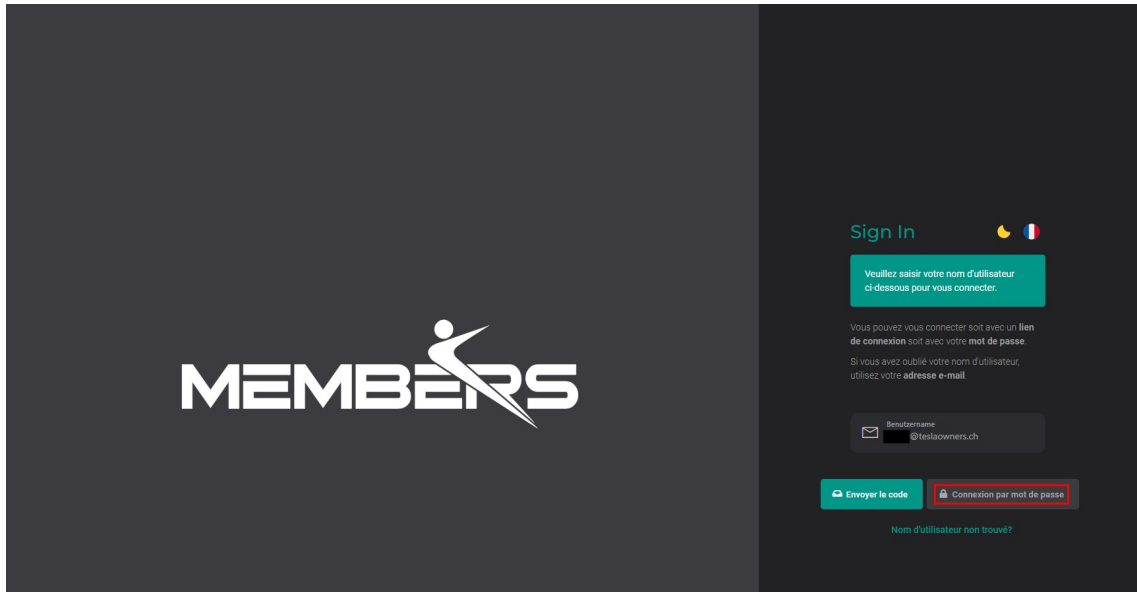 MEMBERS
Sign In
Veuillez saisir votre nom d'utilisateur
ci-dessous pour vous connecter.
Vous pouvez vous connecter soit avec un lien
de connexion soit avec votre mot de passe.
Si vous avez oublié votre nom d'utilisateur,
utilisez votre adresse e-mail.
Benutzername
@teslaowners.ch
Envoyer le code
Connexion par mot de passe
Nom d'utilisateur non trouvé?